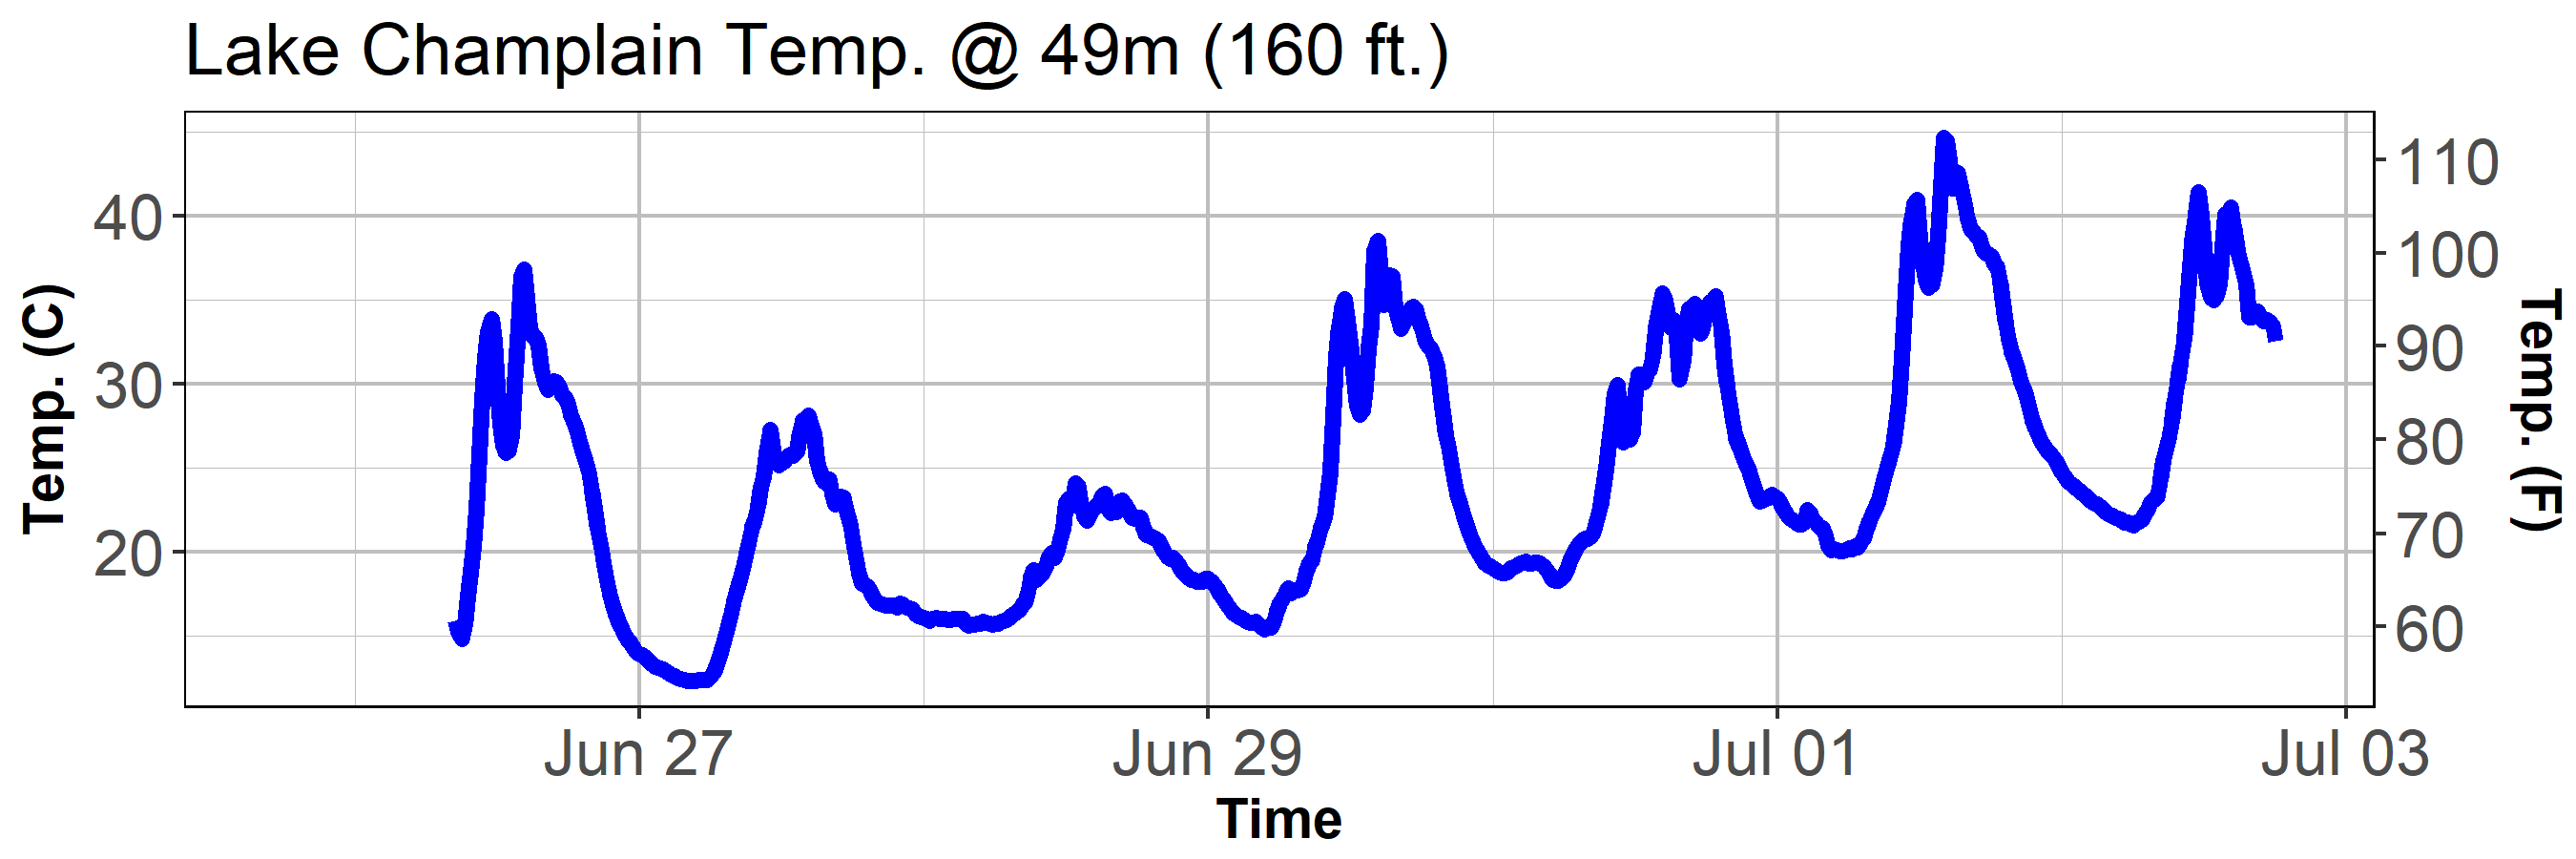 Lake Champlain Temp. @ 49m (160 ft.)
Temp. (C)
40
30
20
110
100
90
80
70
60
Temp. (F)
Jun 27
Jun 29
Jul 01
Jul 03
Time